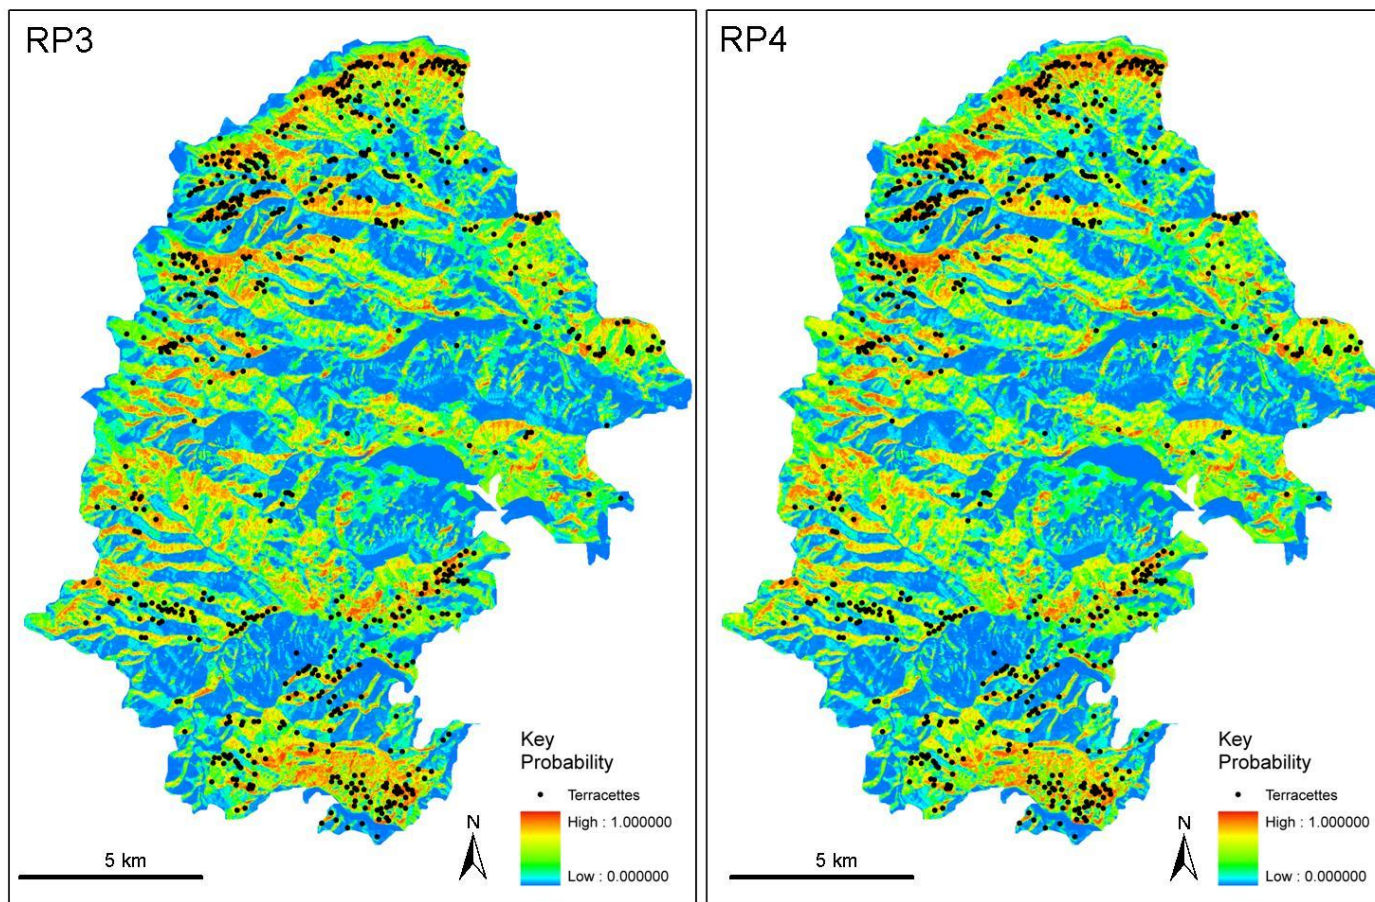 RP3
Key
Probability
Terracettes
High : 1.000000
Low : 0.000000
N
5 km
RP4
Key
Probability
Terracettes
High : 1.000000
Low : 0.000000
N
5 km